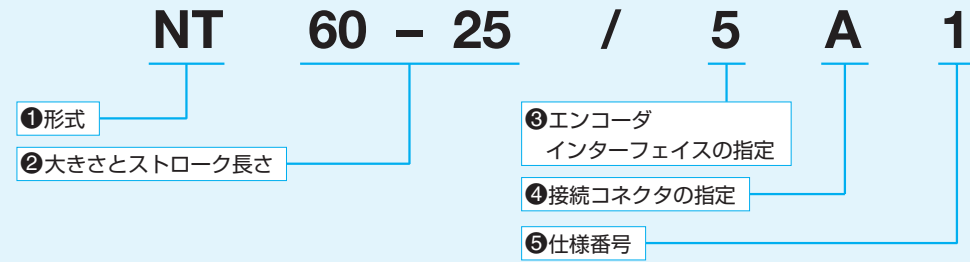 NT 60 – 25 / 5 A 1
❶形式
❷大きさとストローク長さ
❸エンコーダ
インターフェイスの指定
❹接続コネクタの指定
❺仕様番号